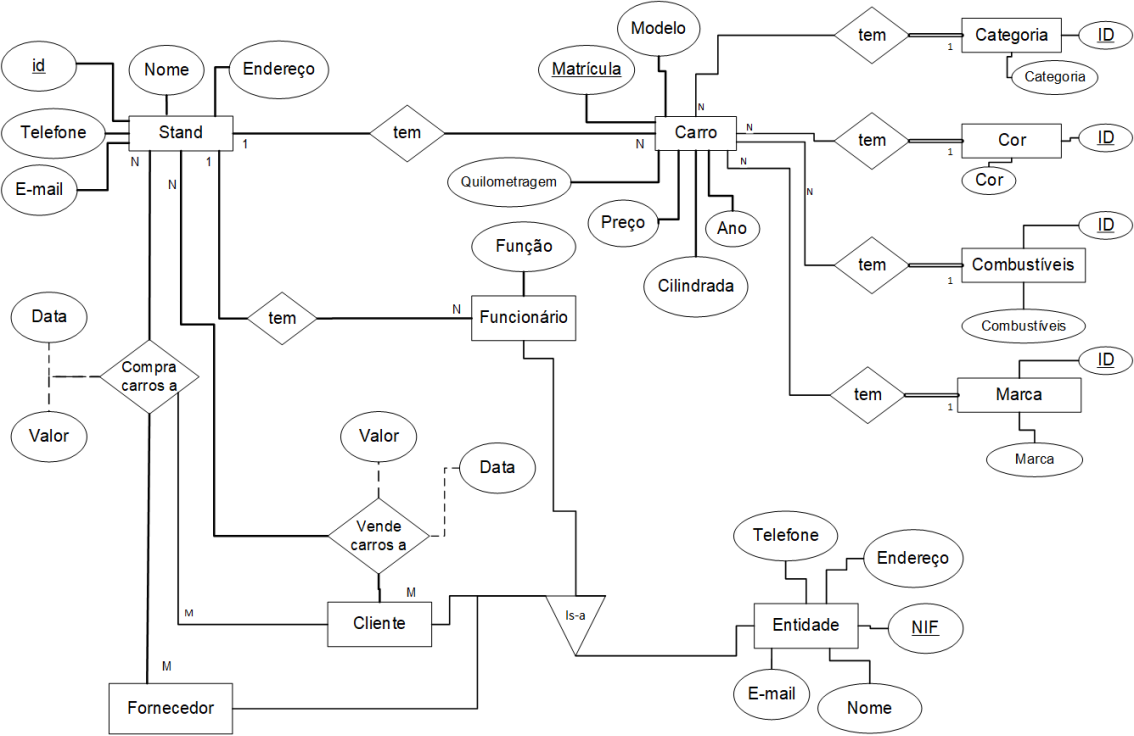 Modelo
Categoria
ID
tem
1
Categoria
id
Nome
Endereço
Matrícula
N
Telefone
Stand
tem
Carro
N
tem
Cor
ID
1
N
1
1
N
N
1
E-mail
N
Quilometragem
Cor
N
Preço
Ano
Função
ID
tem
Combustíveis
1
Cilindrada
Data
tem
N
Funcionário
Combustíveis
Compra
carros a
ID
tem
Marca
1
Valor
Valor
Data
Marca
Vende
carros a
Telefone
Endereço
M
M
Cliente
Is-a
Entidade
NIF
M
E-mail
Nome
Fornecedor